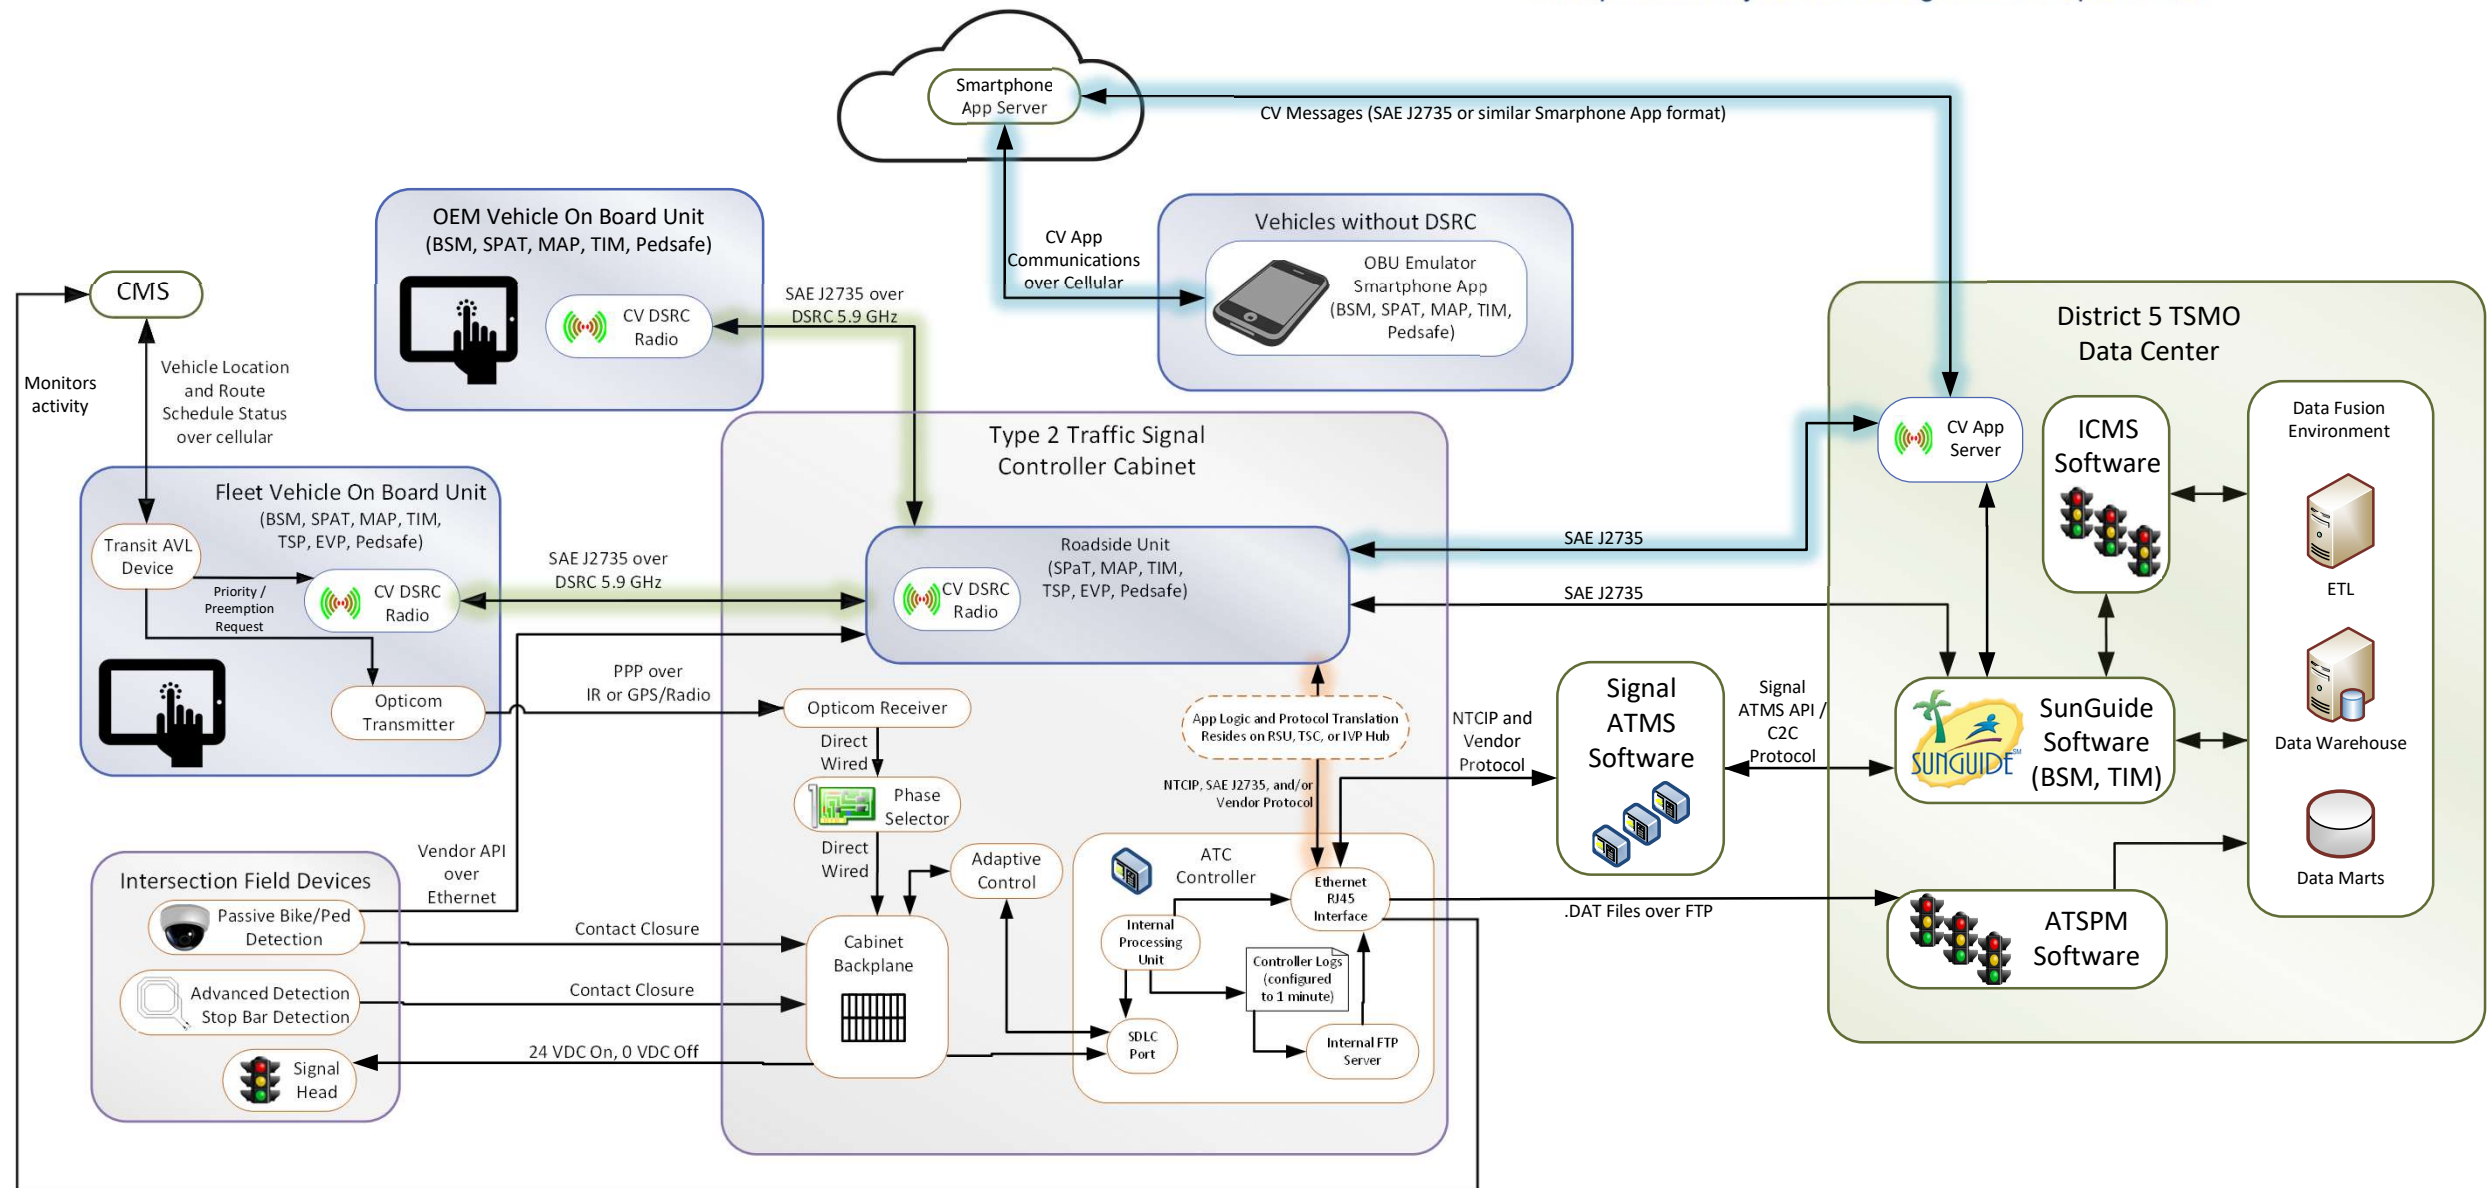 Smartphone
App Server
CV Messages (SAE J2735 or similar Smarphone App format)
OEM Vehicle On Board Unit
(BSM, SPAT, MAP, TIM, Pedsafe)
CV DSRC
Radio
SAE J2735 over
DSRC 5.9 GHz
CV App
Communications
over Cellular
Vehicles without DSRC
OBU Emulator
Smartphone App
(BSM, SPAT, MAP, TIM,
Pedsafe)
CMS
Monitors
activity
Vehicle Location
and Route
Schedule Status
over cellular
Fleet Vehicle On Board Unit
(BSM, SPAT, MAP, TIM,
TSP, EVP, Pedsafe)
Transit AVL
Device
Priority /
Preemption
Request
CV DSRC
Radio
Opticom
Transmitter
SAE J2735 over
DSRC 5.9 GHz
PPP over
IR or GPS/Radio
Vendor API
over
Ethernet
Intersection Field Devices
Passive Bike/Ped
Detection
Advanced Detection
Stop Bar Detection
Signal
Head
Contact Closure
Contact Closure
24 VDC On, 0 VDC Off
Type 2 Traffic Signal
Controller Cabinet
Roadside Unit
(SPaT, MAP, TIM,
TSP, EVP, Pedsafe)
CV DSRC
Radio
Opticom Receiver
Direct
Wired
Phase
Selector
Direct
Wired
Adaptive
Control
Cabinet
Backplane
App Logic and Protocol Translation
Resides on RSU, TSC, or IVP Hub
NTCIP, SAE J2735, and/or
Vendor Protocol
ATC
Controller
Ethernet
RJ45
Interface
Internal
Processing
Unit
Controller Logs
(configured
to 1 minute)
SDLC
Port
Internal FTP
Server
SAE J2735
SAE J2735
NTCIP and
Vendor
Protocol
Signal
ATMS
Software
Signal
ATMS API /
C2C
Protocol
.DAT Files over FTP
District 5 TSMO
Data Center
CV App
Server
ICMS
Software
SUNGUIDE SM
SunGuide
Software
(BSM, TIM)
ATSPM
Software
Data Fusion
Environment
ETL
Data Warehouse
Data Marts